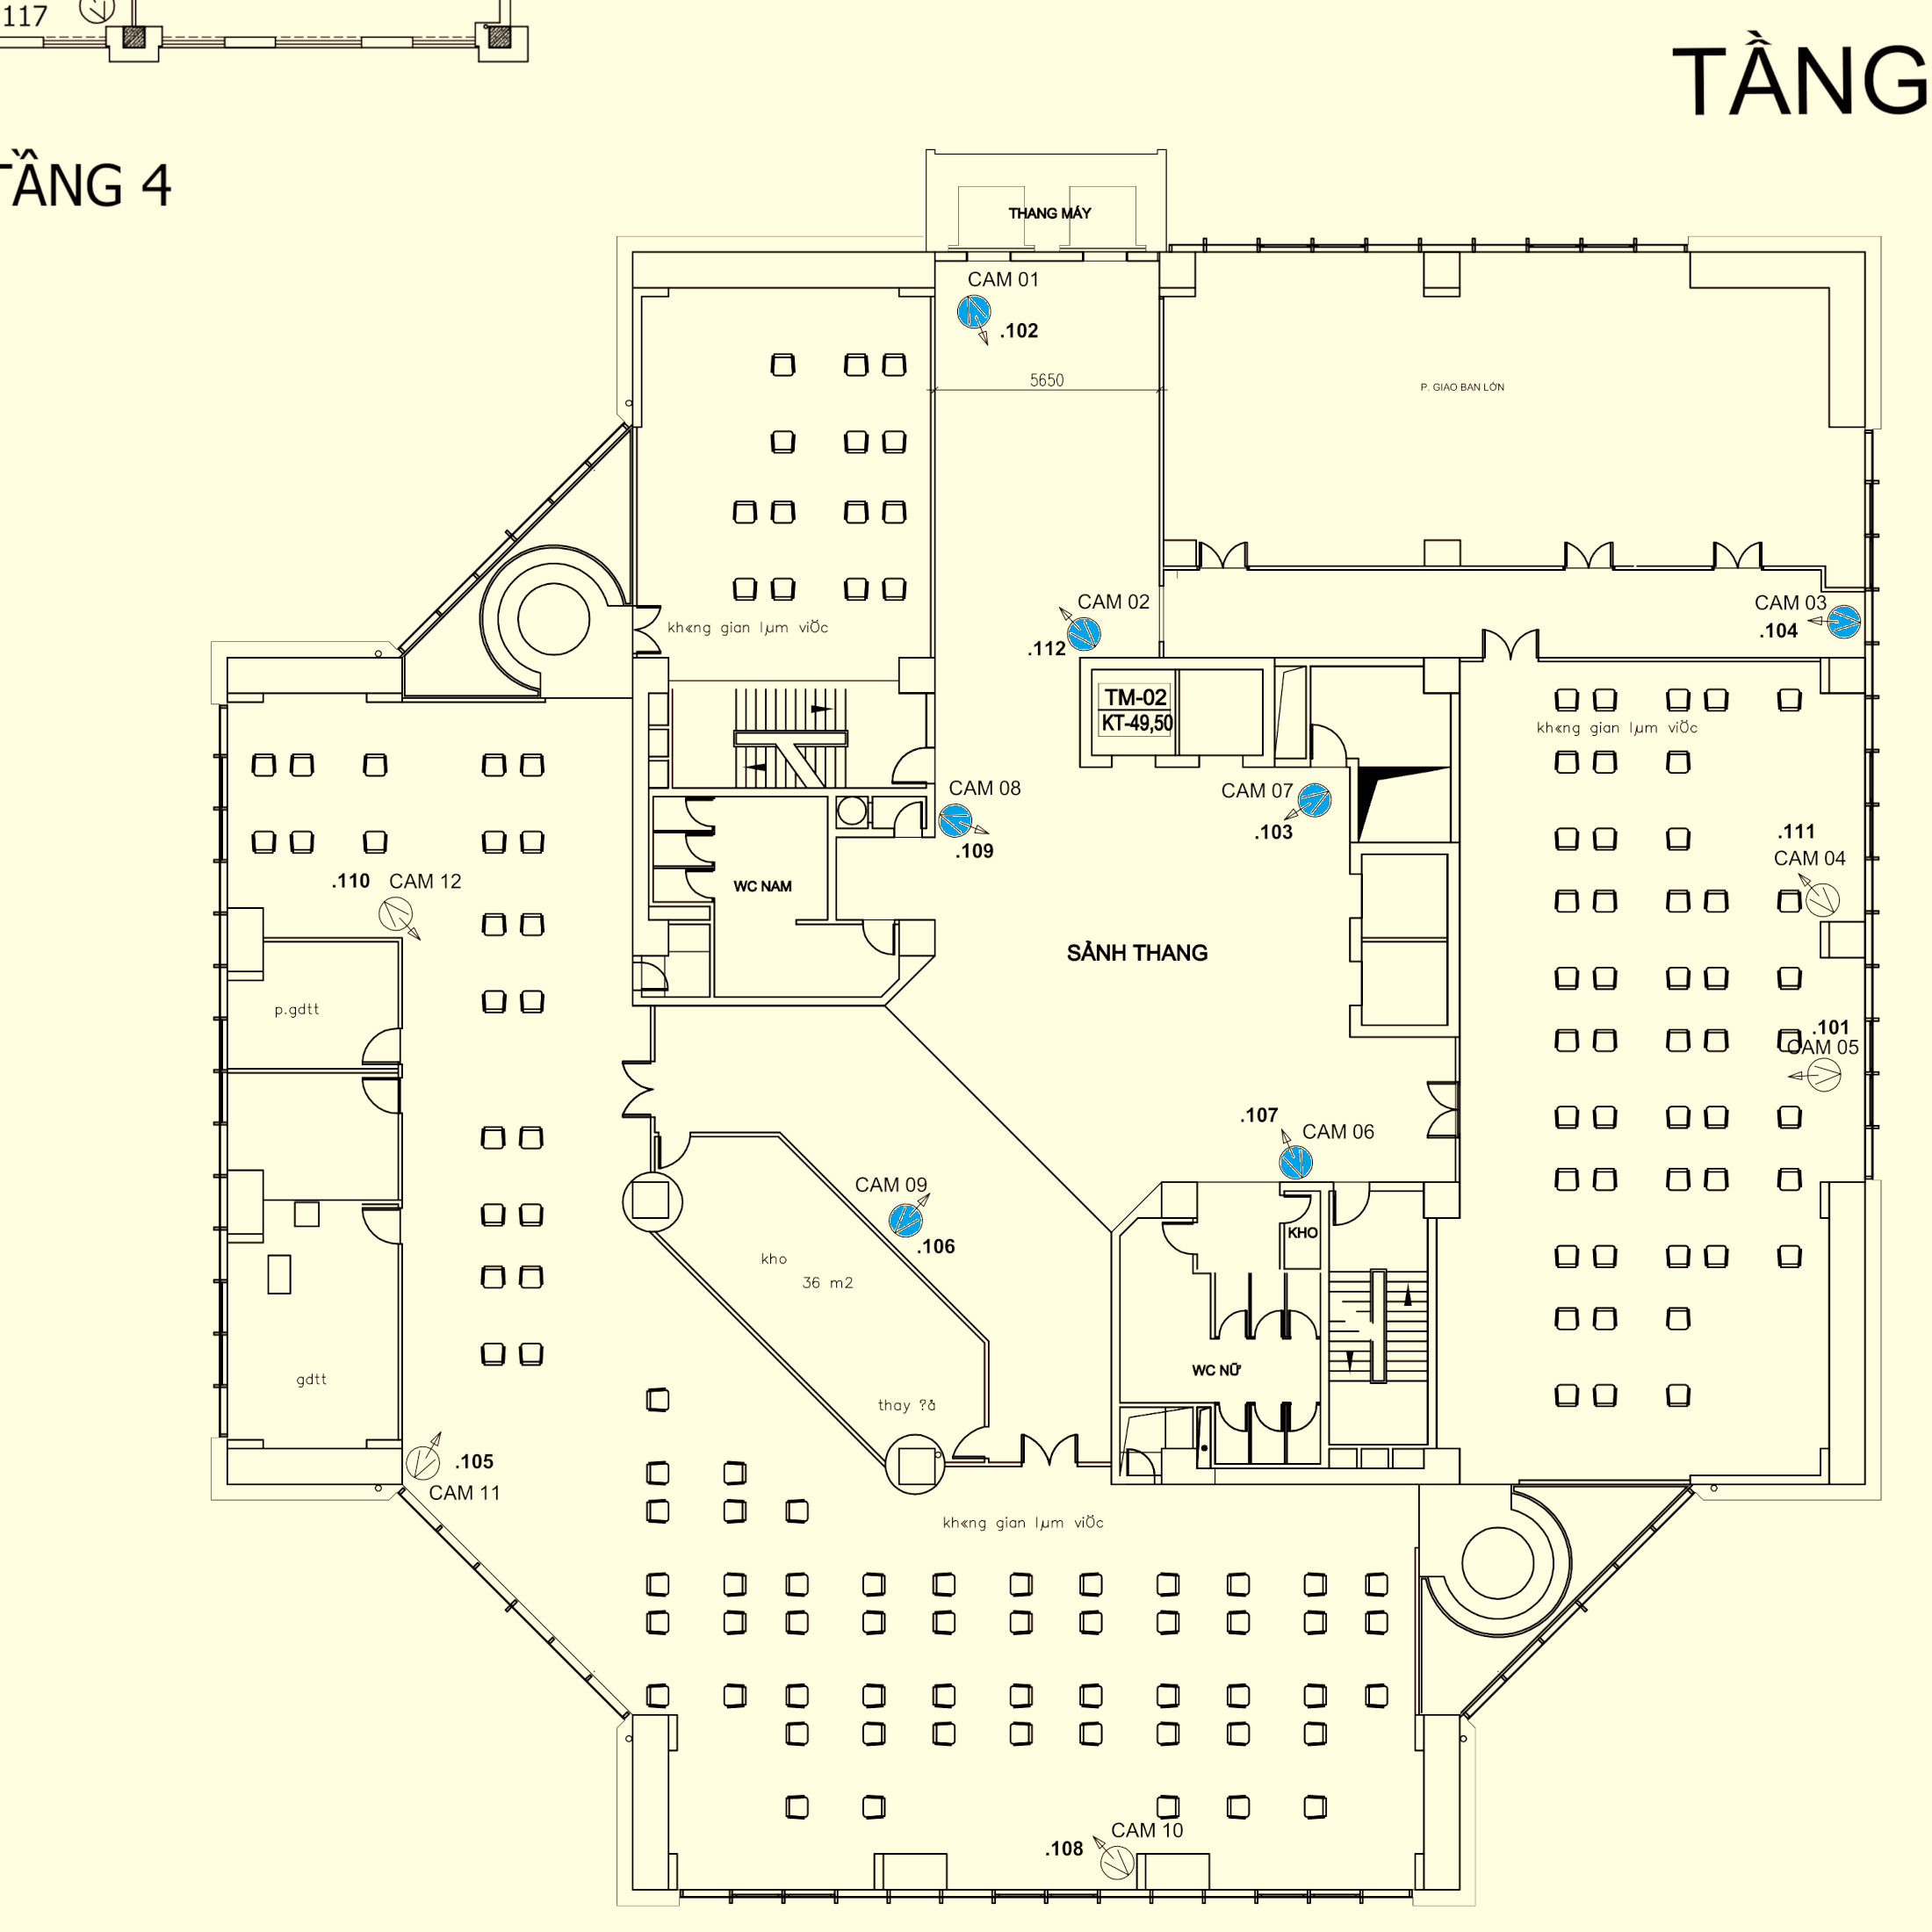 117
TẦNG
TẦNG 4
THANG MÁY
CAM 01
.102
5650
P. GIAO BAN LỚN
CAM 02
.112
CAM 03
.104
kh«ng gian lµm viÖc
TM-02
KT-49,50
kh«ng gian lµm viÖc
CAM 08
.109
CAM 07
.103
.111
CAM 04
.110 CAM 12
WC NAM
SẢNH THANG
p.gdtt
.101
CAM 05
.107
CAM 06
CAM 09
.106
KHO
kho
36 m2
WC NỮ
gdtt
thay ?å
.105
CAM 11
kh«ng gian lµm viÖc
CAM 10
.108